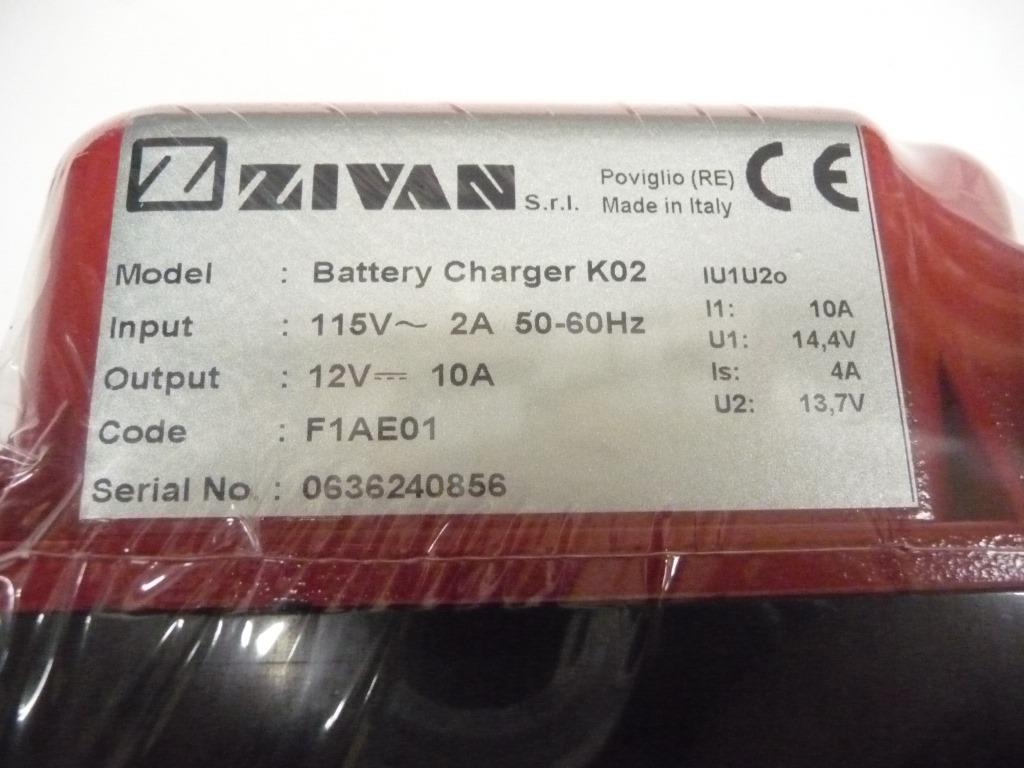 Z ZIVAN S.r.l.
Poviglio (RE)
Made in Italy
CE
Model : Battery Charger K02
Input : 115V~ 2A 50-60Hz
Output : 12V⎓ 10A
Code : F1AE01
Serial No. : 0636240856
IU1U2o
I1: 10A
U1: 14,4V
Is: 4A
U2: 13,7V